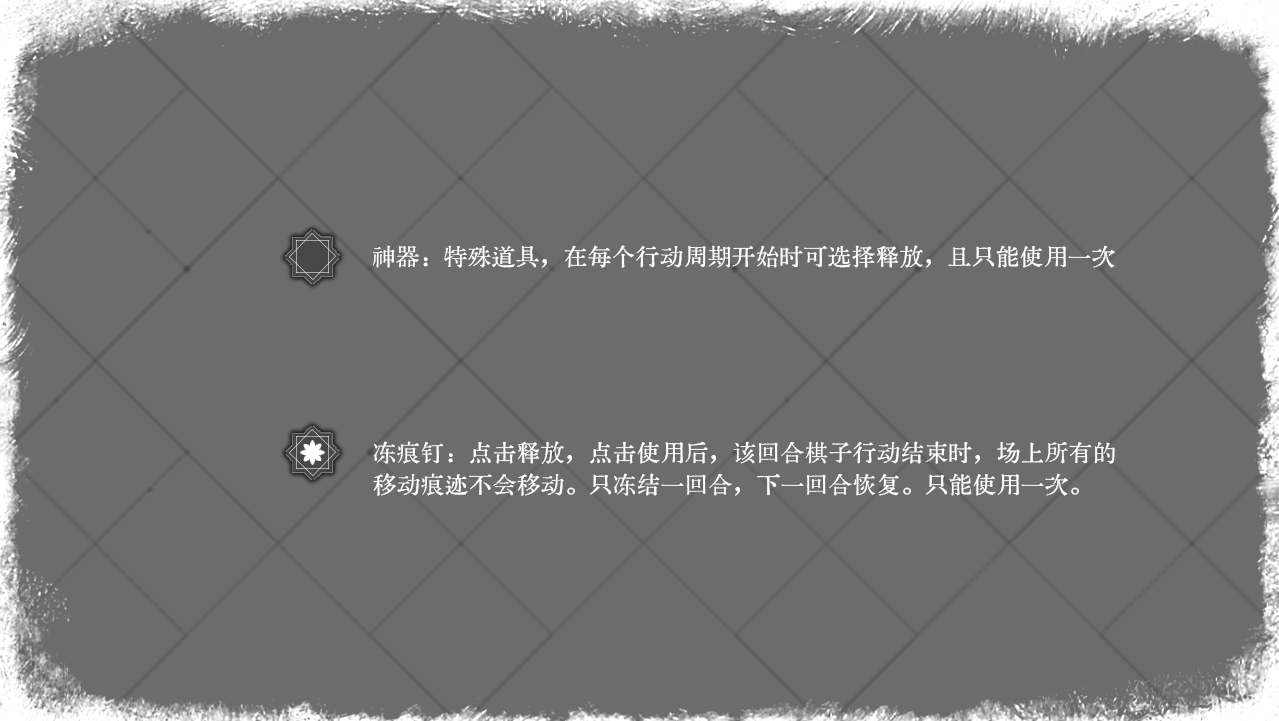 神器：特殊道具，在每个行动周期开始时可选择释放，且只能使用一次
冻痕钉：点击释放，点击使用后，该回合棋子行动结束时，场上所有的
移动痕迹不会移动。只冻结一回合，下一回合恢复。只能使用一次。